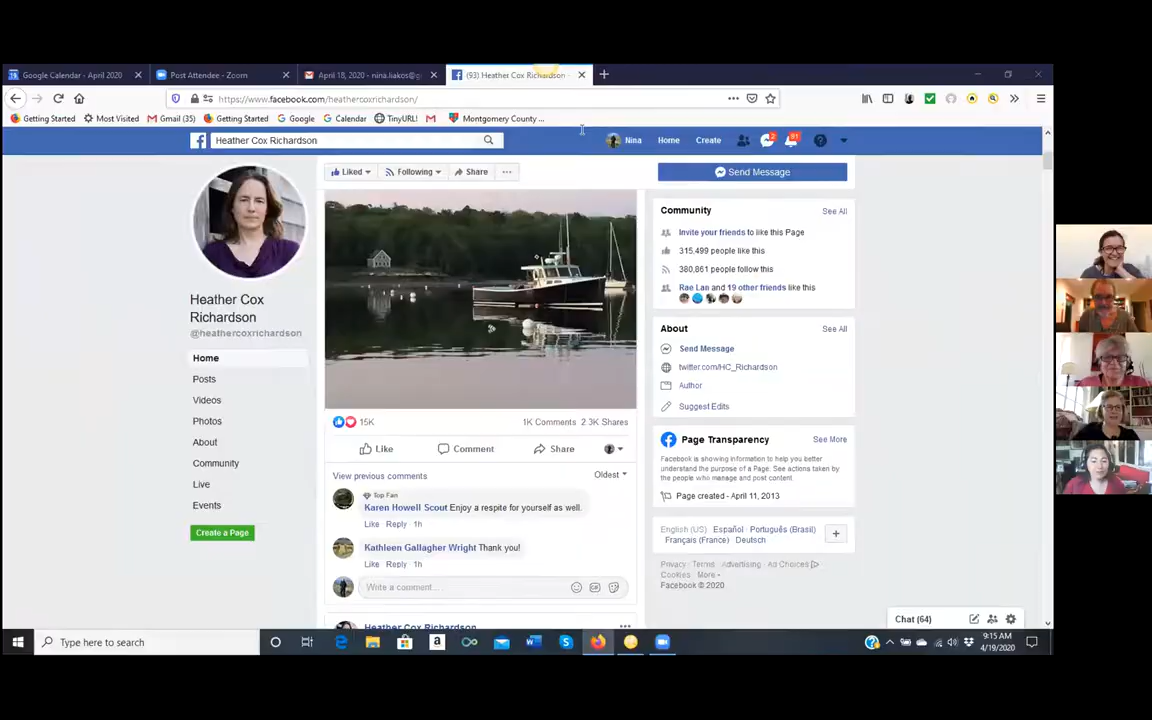 Google Calendar - April 2020
Post Attendee - Zoom
April 18, 2020 - nina.liakos@g
(93) Heather Cox Richardson -
https://www.facebook.com/heathercoxrichardson/
Getting Started
Most Visited
Gmail (35)
Getting Started
Google
Calendar
TinyURL!
Montgomery County ...
Heather Cox Richardson
Nina
Home
Create
2
91
Liked
Following
Share
Send Message
Heather Cox
Richardson
@heathercoxrichardson
Home
Posts
Videos
Photos
About
Community
Live
Events
Create a Page
15K
1K Comments 2.3K Shares
Like
Comment
Share
View previous comments
Oldest
Top Fan
Karen Howell Scout Enjoy a respite for yourself as well.
Like Reply 1h
Kathleen Gallagher Wright Thank you!
Like Reply 1h
Write a comment...
Heather Cox Richardson
Community
See All
Invite your friends to like this Page
315,499 people like this
380,861 people follow this
Rae Lan and 19 other friends like this
About
See All
Send Message
twitter.com/HC_Richardson
Author
Suggest Edits
Page Transparency
See More
Facebook is showing information to help you better
understand the purpose of a Page. See actions taken by
the people who manage and post content.
Page created - April 11, 2013
English (US) · Español · Português (Brasil) ·
Français (France) · Deutsch
Privacy · Terms · Advertising · Ad Choices
Cookies · More
Facebook © 2020
Chat (64)
Type here to search
9:15 AM
4/19/2020